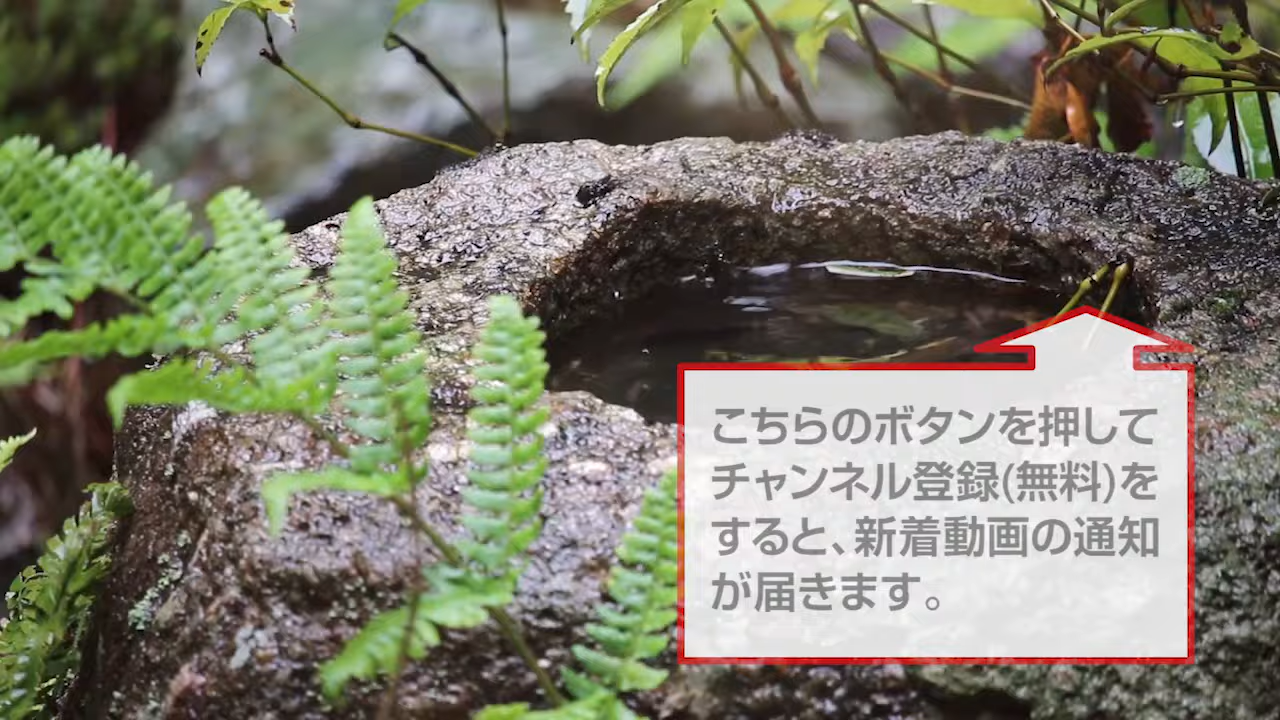 こちらのボタンを押して
チャンネル登録(無料)を
すると、新着動画の通知
が届きます。